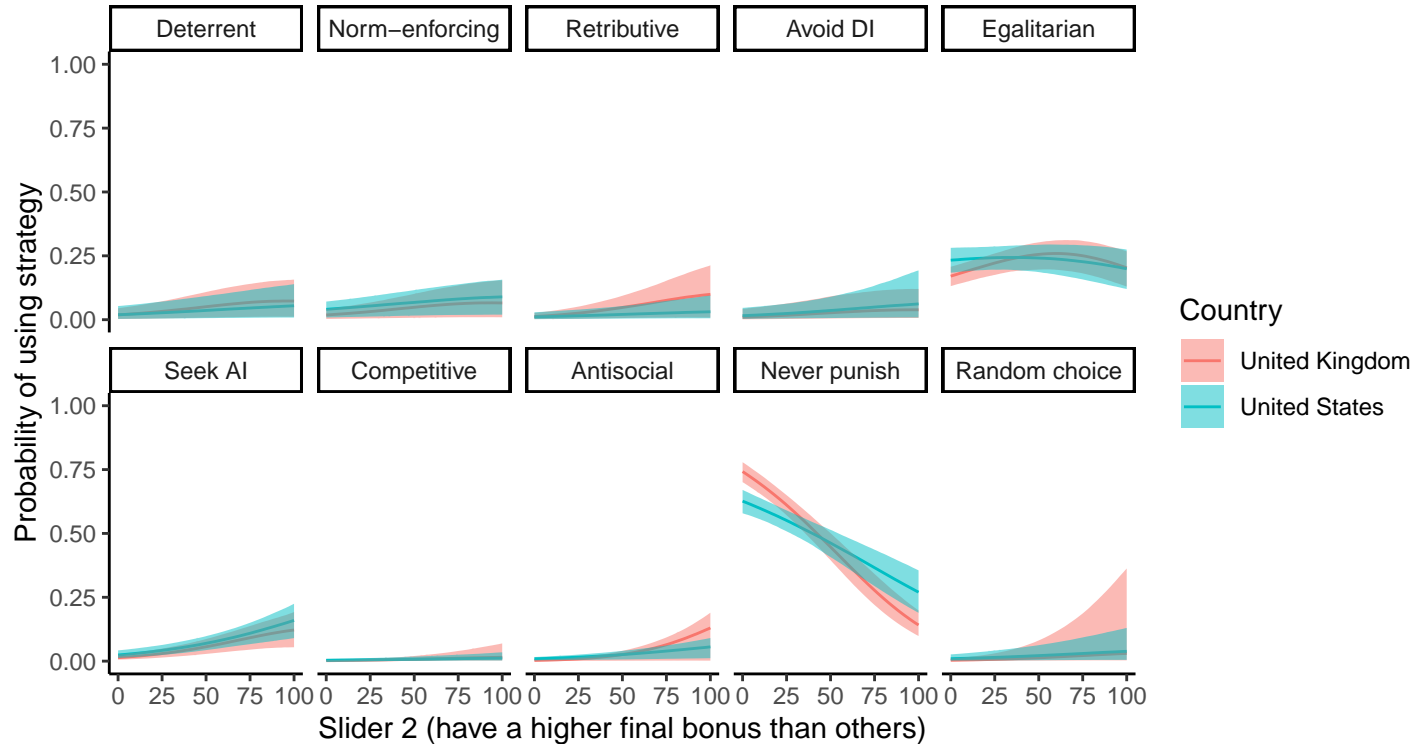 Deterrent Norm−enforcing Retributive Avoid DI Egalitarian
1.00
0.75
0.50
0.25
0.00
Seek AI Competitive Antisocial Never punish Random choice
1.00
0.75
0.50
0.25
0.00
0 25 50 75 100 0 25 50 75 100 0 25 50 75 100 0 25 50 75 100 0 25 50 75 100
Slider 2 (have a higher final bonus than others)
Probability of using strategy
Country
United Kingdom
United States